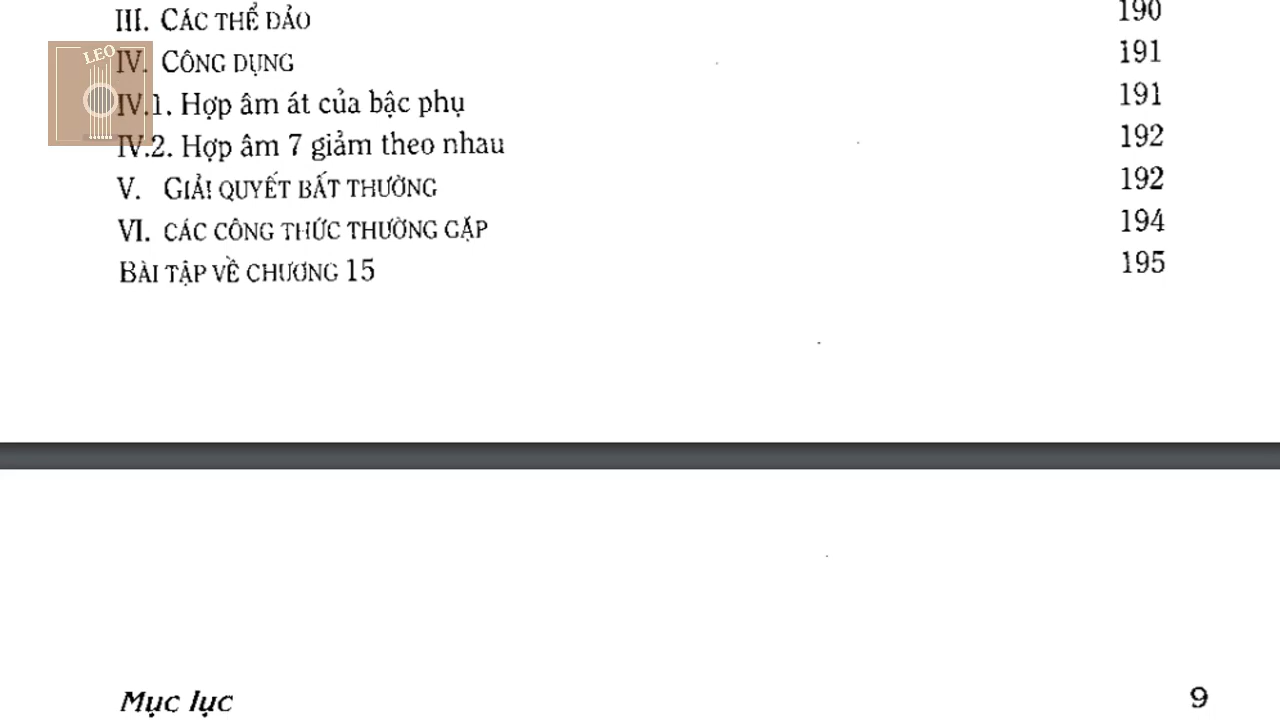 III. CÁC THỂ ĐẢO 190
LEO
IV. CÔNG DỤNG 191
IV.1. Hợp âm át của bậc phụ 191
IV.2. Hợp âm 7 giảm theo nhau 192
V. GIẢI QUYẾT BẤT THƯỜNG 192
VI. CÁC CÔNG THỨC THƯỜNG GẶP 194
BÀI TẬP VỀ CHƯƠNG 15 195
Mục lục 9